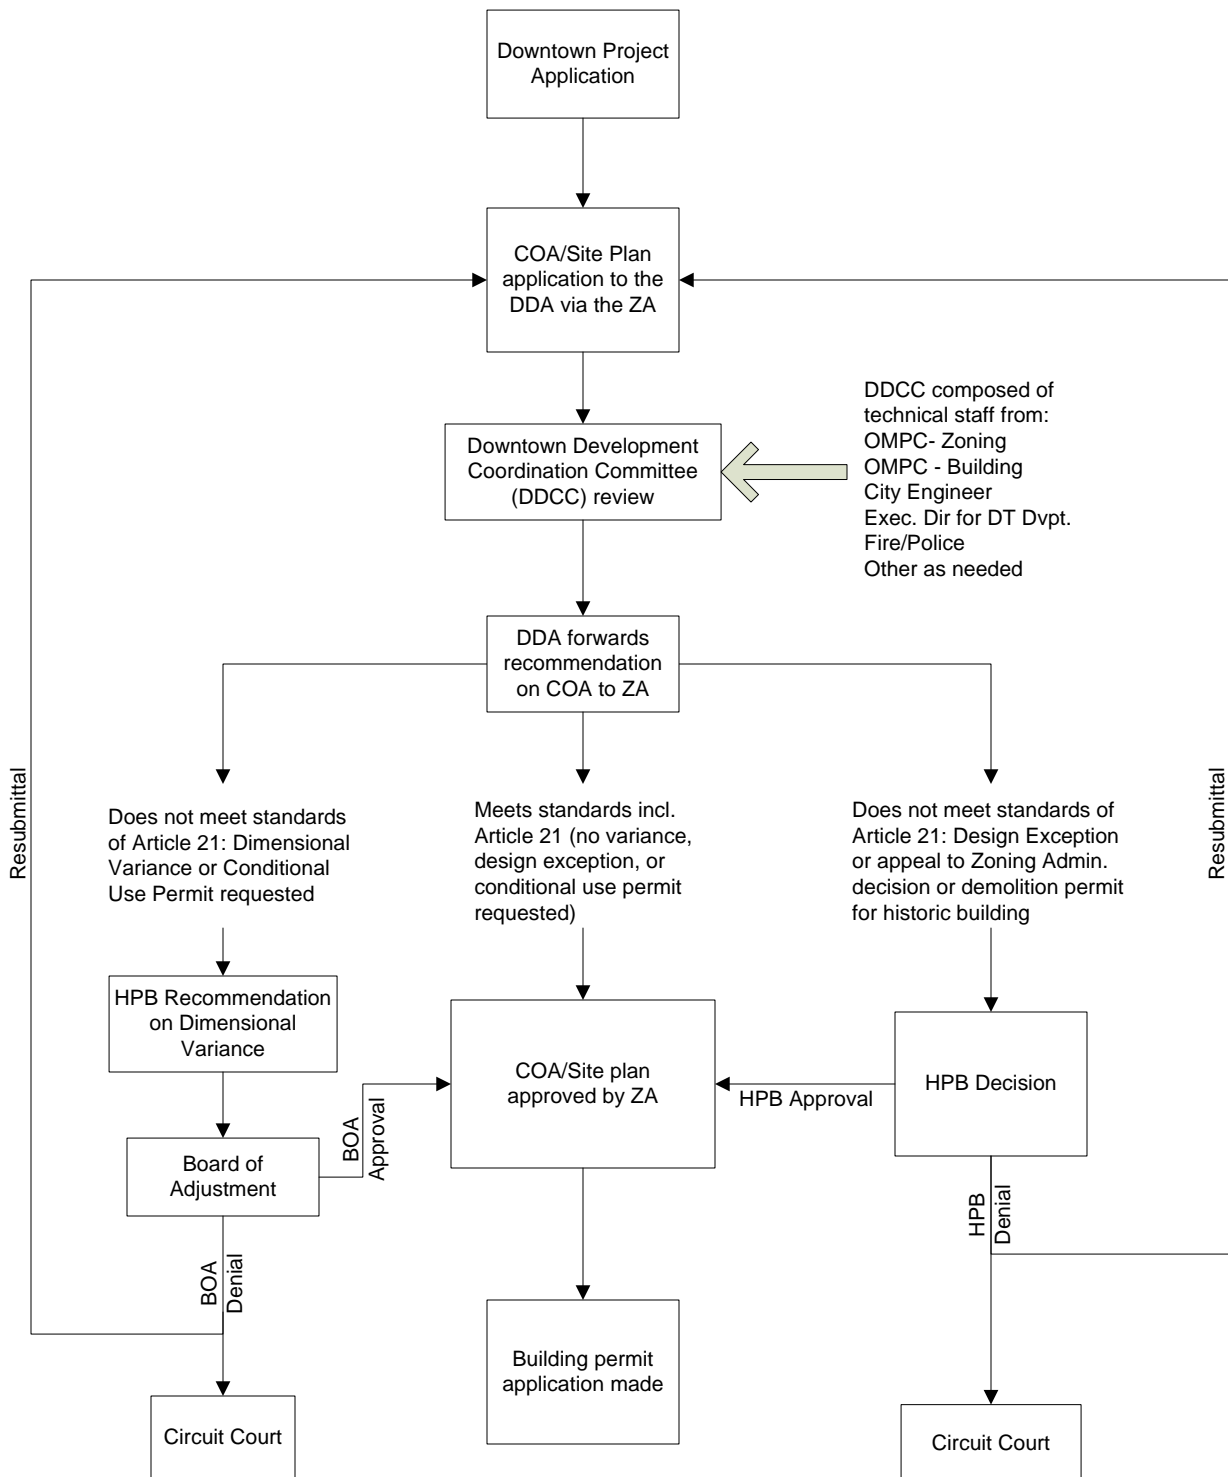 Downtown Project
Application
COA/Site Plan
application to the
DDA via the ZA
Downtown Development
Coordination Committee
(DDCC) review
DDCC composed of
technical staff from:
OMPC- Zoning
OMPC - Building
City Engineer
Exec. Dir for DT Dvpt.
Fire/Police
Other as needed
DDA forwards
recommendation
on COA to ZA
Resubmittal
Does not meet standards
of Article 21: Dimensional
Variance or Conditional
Use Permit requested
Meets standards incl.
Article 21 (no variance,
design exception, or
conditional use permit
requested)
Does not meet standards of
Article 21: Design Exception
or appeal to Zoning Admin.
decision or demolition permit
for historic building
Resubmittal
HPB Recommendation
on Dimensional
Variance
Board of
Adjustment
BOA
Approval
COA/Site plan
approved by ZA
HPB Approval
HPB Decision
BOA
Denial
HPB
Denial
Building permit
application made
Circuit Court
Circuit Court